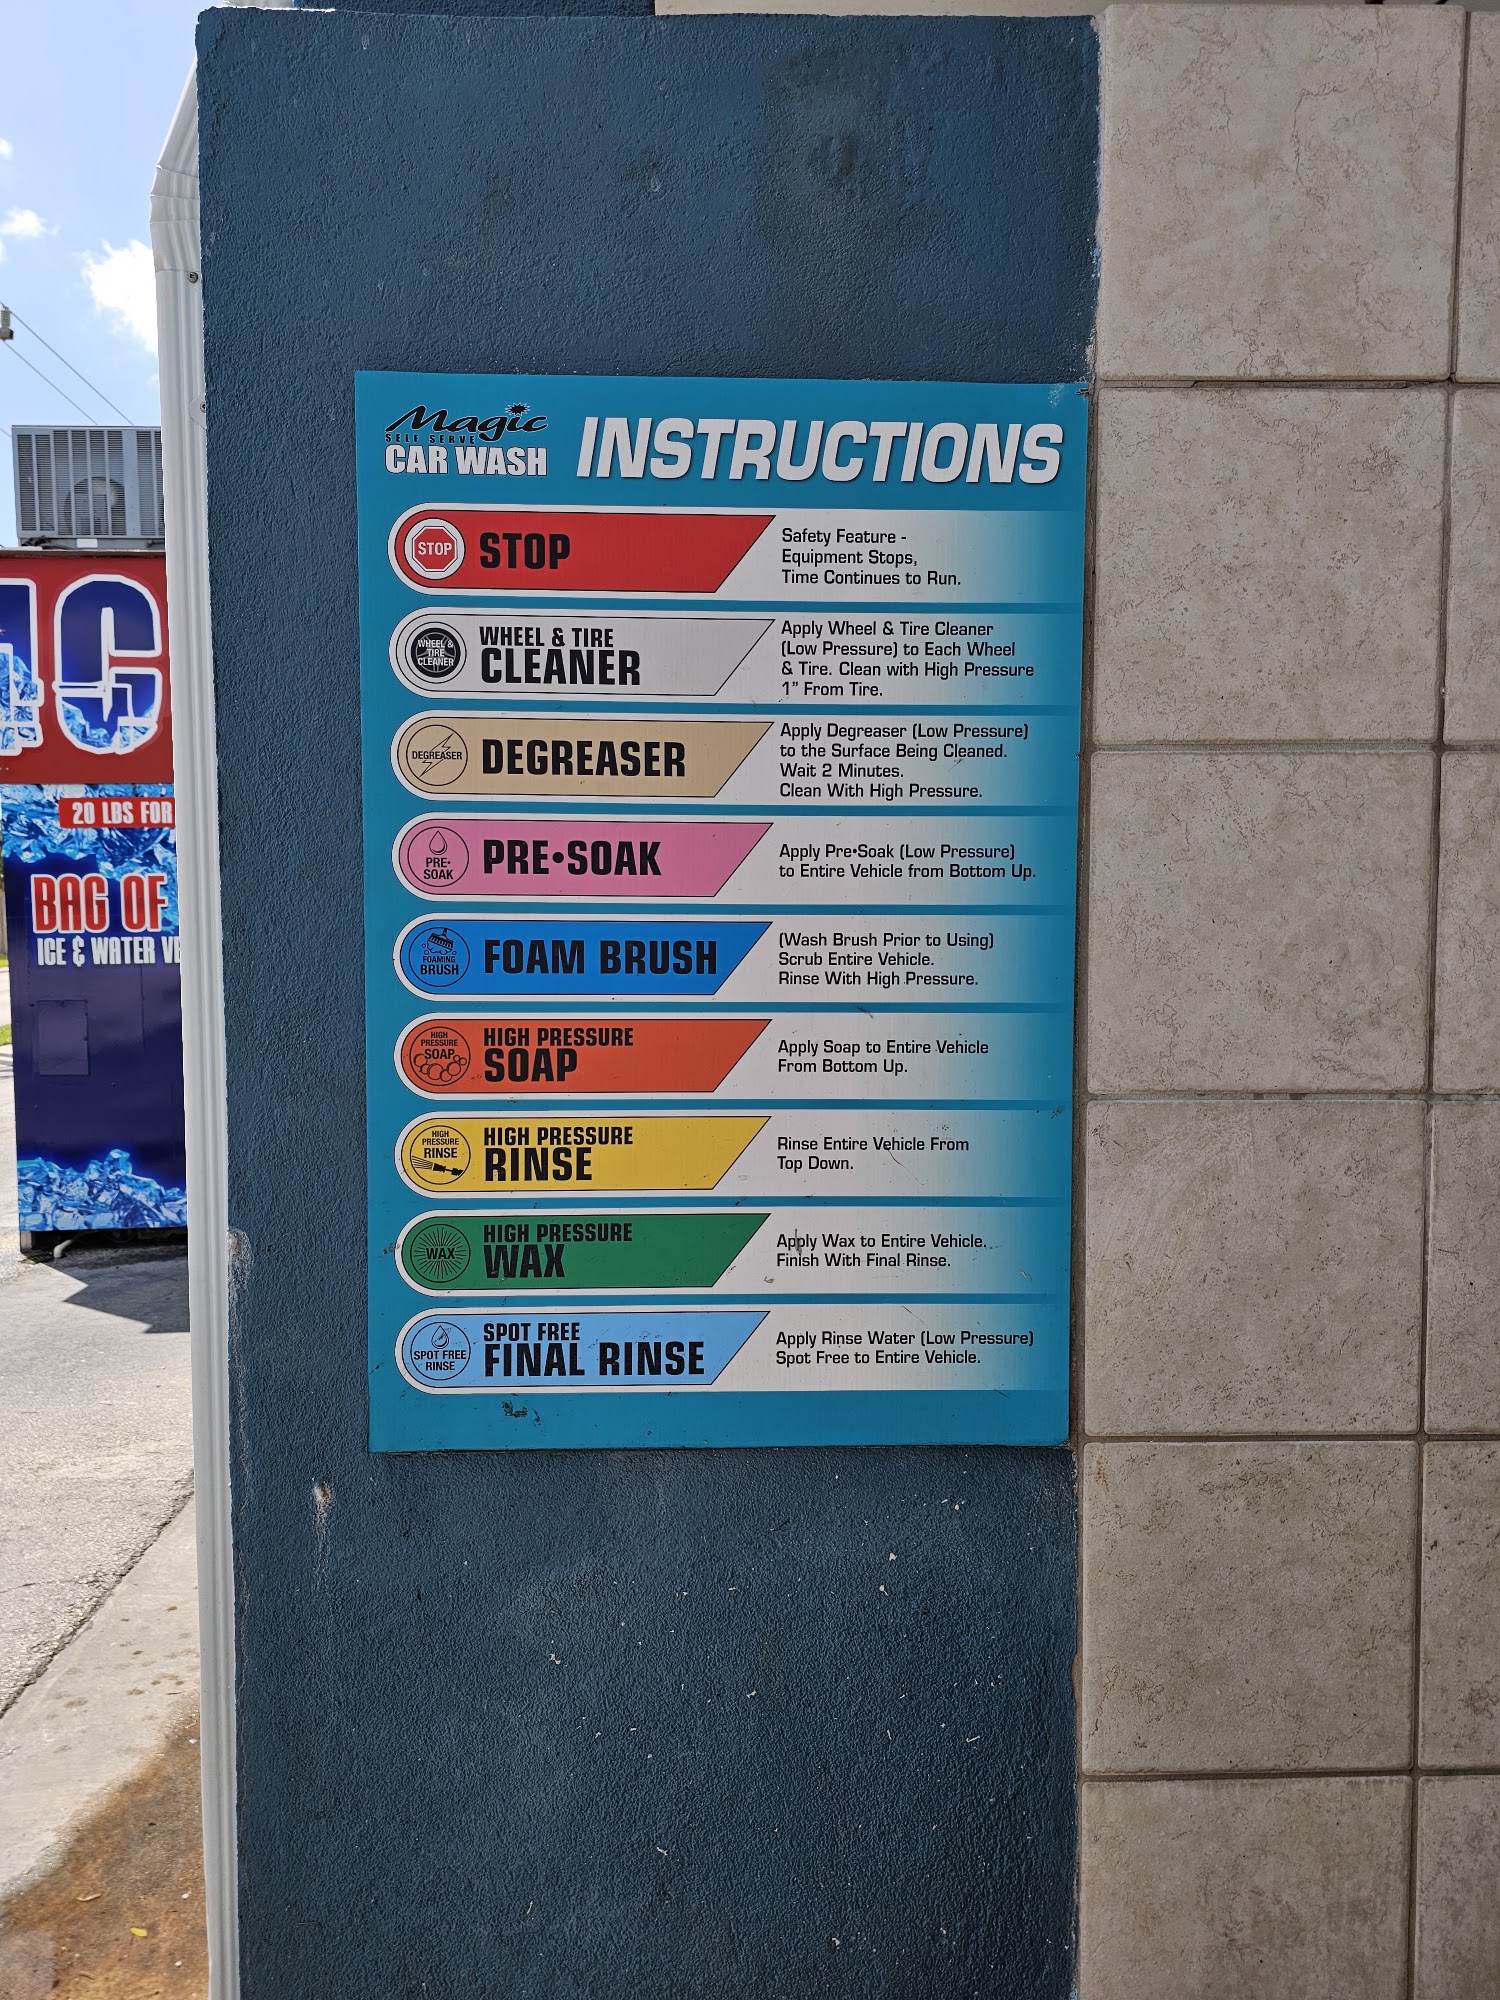 Magic
SELF SERVE
CAR WASH
INSTRUCTIONS
STOP
STOP
Safety Feature -
Equipment Stops,
Time Continues to Run.
WHEEL &
TIRE
CLEANER
WHEEL & TIRE
CLEANER
Apply Wheel & Tire Cleaner
(Low Pressure) to Each Wheel
& Tire. Clean with High Pressure
1" From Tire.
DEGREASER
DEGREASER
Apply Degreaser (Low Pressure)
to the Surface Being Cleaned.
Wait 2 Minutes.
Clean With High Pressure.
PRE•
SOAK
PRE•SOAK
Apply Pre•Soak (Low Pressure)
to Entire Vehicle from Bottom Up.
FOAMING
BRUSH
FOAM BRUSH
(Wash Brush Prior to Using)
Scrub Entire Vehicle.
Rinse With High Pressure.
HIGH
PRESSURE
SOAP
HIGH PRESSURE
SOAP
Apply Soap to Entire Vehicle
From Bottom Up.
HIGH
PRESSURE
RINSE
HIGH PRESSURE
RINSE
Rinse Entire Vehicle From
Top Down.
WAX
HIGH PRESSURE
WAX
Apply Wax to Entire Vehicle.
Finish With Final Rinse.
SPOT FREE
RINSE
SPOT FREE
FINAL RINSE
Apply Rinse Water (Low Pressure)
Spot Free to Entire Vehicle.
20 LBS FOR
BAG OF
ICE & WATER